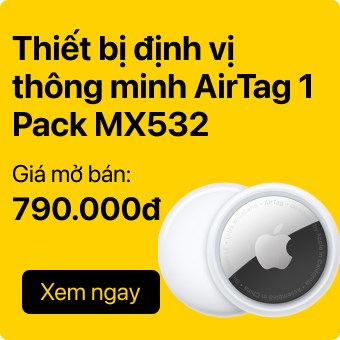 Thiết bị định vị
thông minh AirTag 1
Pack MX532
Giá mở bán:
790.000đ
Xem ngay